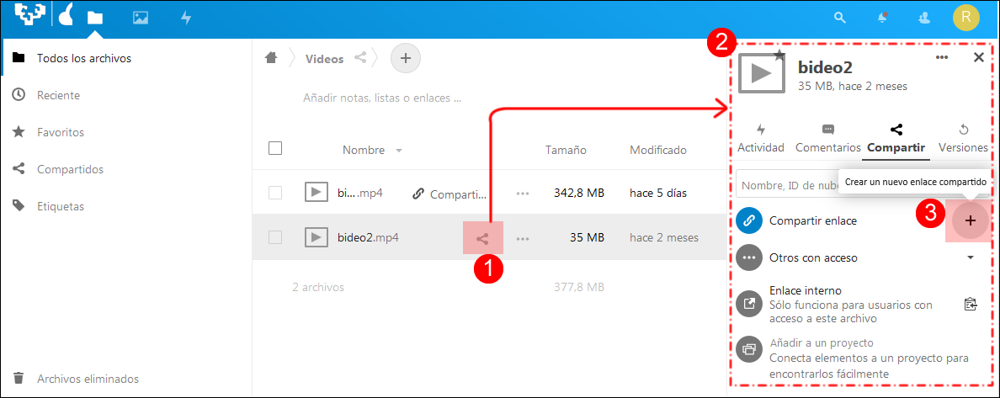 R
Todos los archivos
Reciente
Favoritos
Compartidos
Etiquetas
Archivos eliminados
Videos
Añadir notas, listas o enlaces ...
Nombre Tamaño Modificado
bi... .mp4 Comparti... 342,8 MB hace 5 días
bideo2.mp4 35 MB hace 2 meses
1
2 archivos 377,8 MB
2
bideo2
35 MB, hace 2 meses
Actividad Comentarios Compartir Versiones
Crear un nuevo enlace compartido
Nombre, ID de nube
Compartir enlace
3
Otros con acceso
Enlace interno
Sólo funciona para usuarios con
acceso a este archivo
Añadir a un proyecto
Conecta elementos a un proyecto para
encontrarlos fácilmente